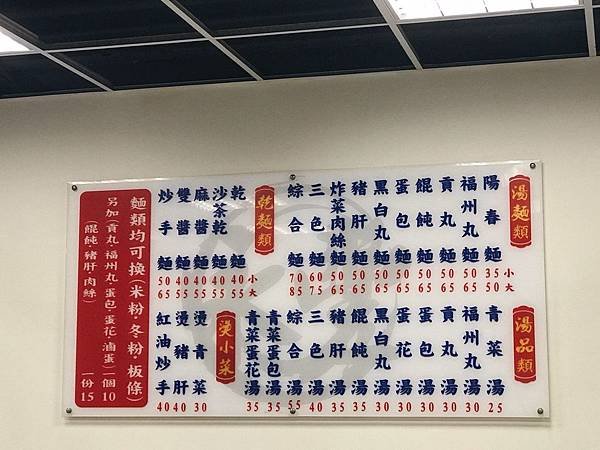 湯麵類
小 大
陽春麵 35 50
福州丸麵 50 65
貢丸麵 50 65
餛飩麵 50 65
蛋包麵 50 65
黑白丸麵 50 65
豬肝麵 50 65
炸菜肉絲麵 50 65
三色麵 60 75
綜合麵 70 85
乾麵類
小 大
乾麵 40 55
沙茶乾麵 40 55
麻醬麵 40 55
雙醬麵 40 55
炒手麵 50 65
湯品類
青菜湯 25
福州丸湯 30
貢丸湯 30
蛋包湯 30
蛋花湯 30
黑白丸湯 30
餛飩湯 35
豬肝湯 35
三色湯 40
綜合湯 55
青菜蛋包湯 35
青菜蛋花湯 35
燙小菜
燙青菜 30
燙豬肝 40
紅油炒手 40
麵類均可換(米粉·冬粉·板條)
另加(貢丸·福州丸·蛋包·蛋花·滷蛋)一個10
(餛飩 豬肝 肉絲) 一份15